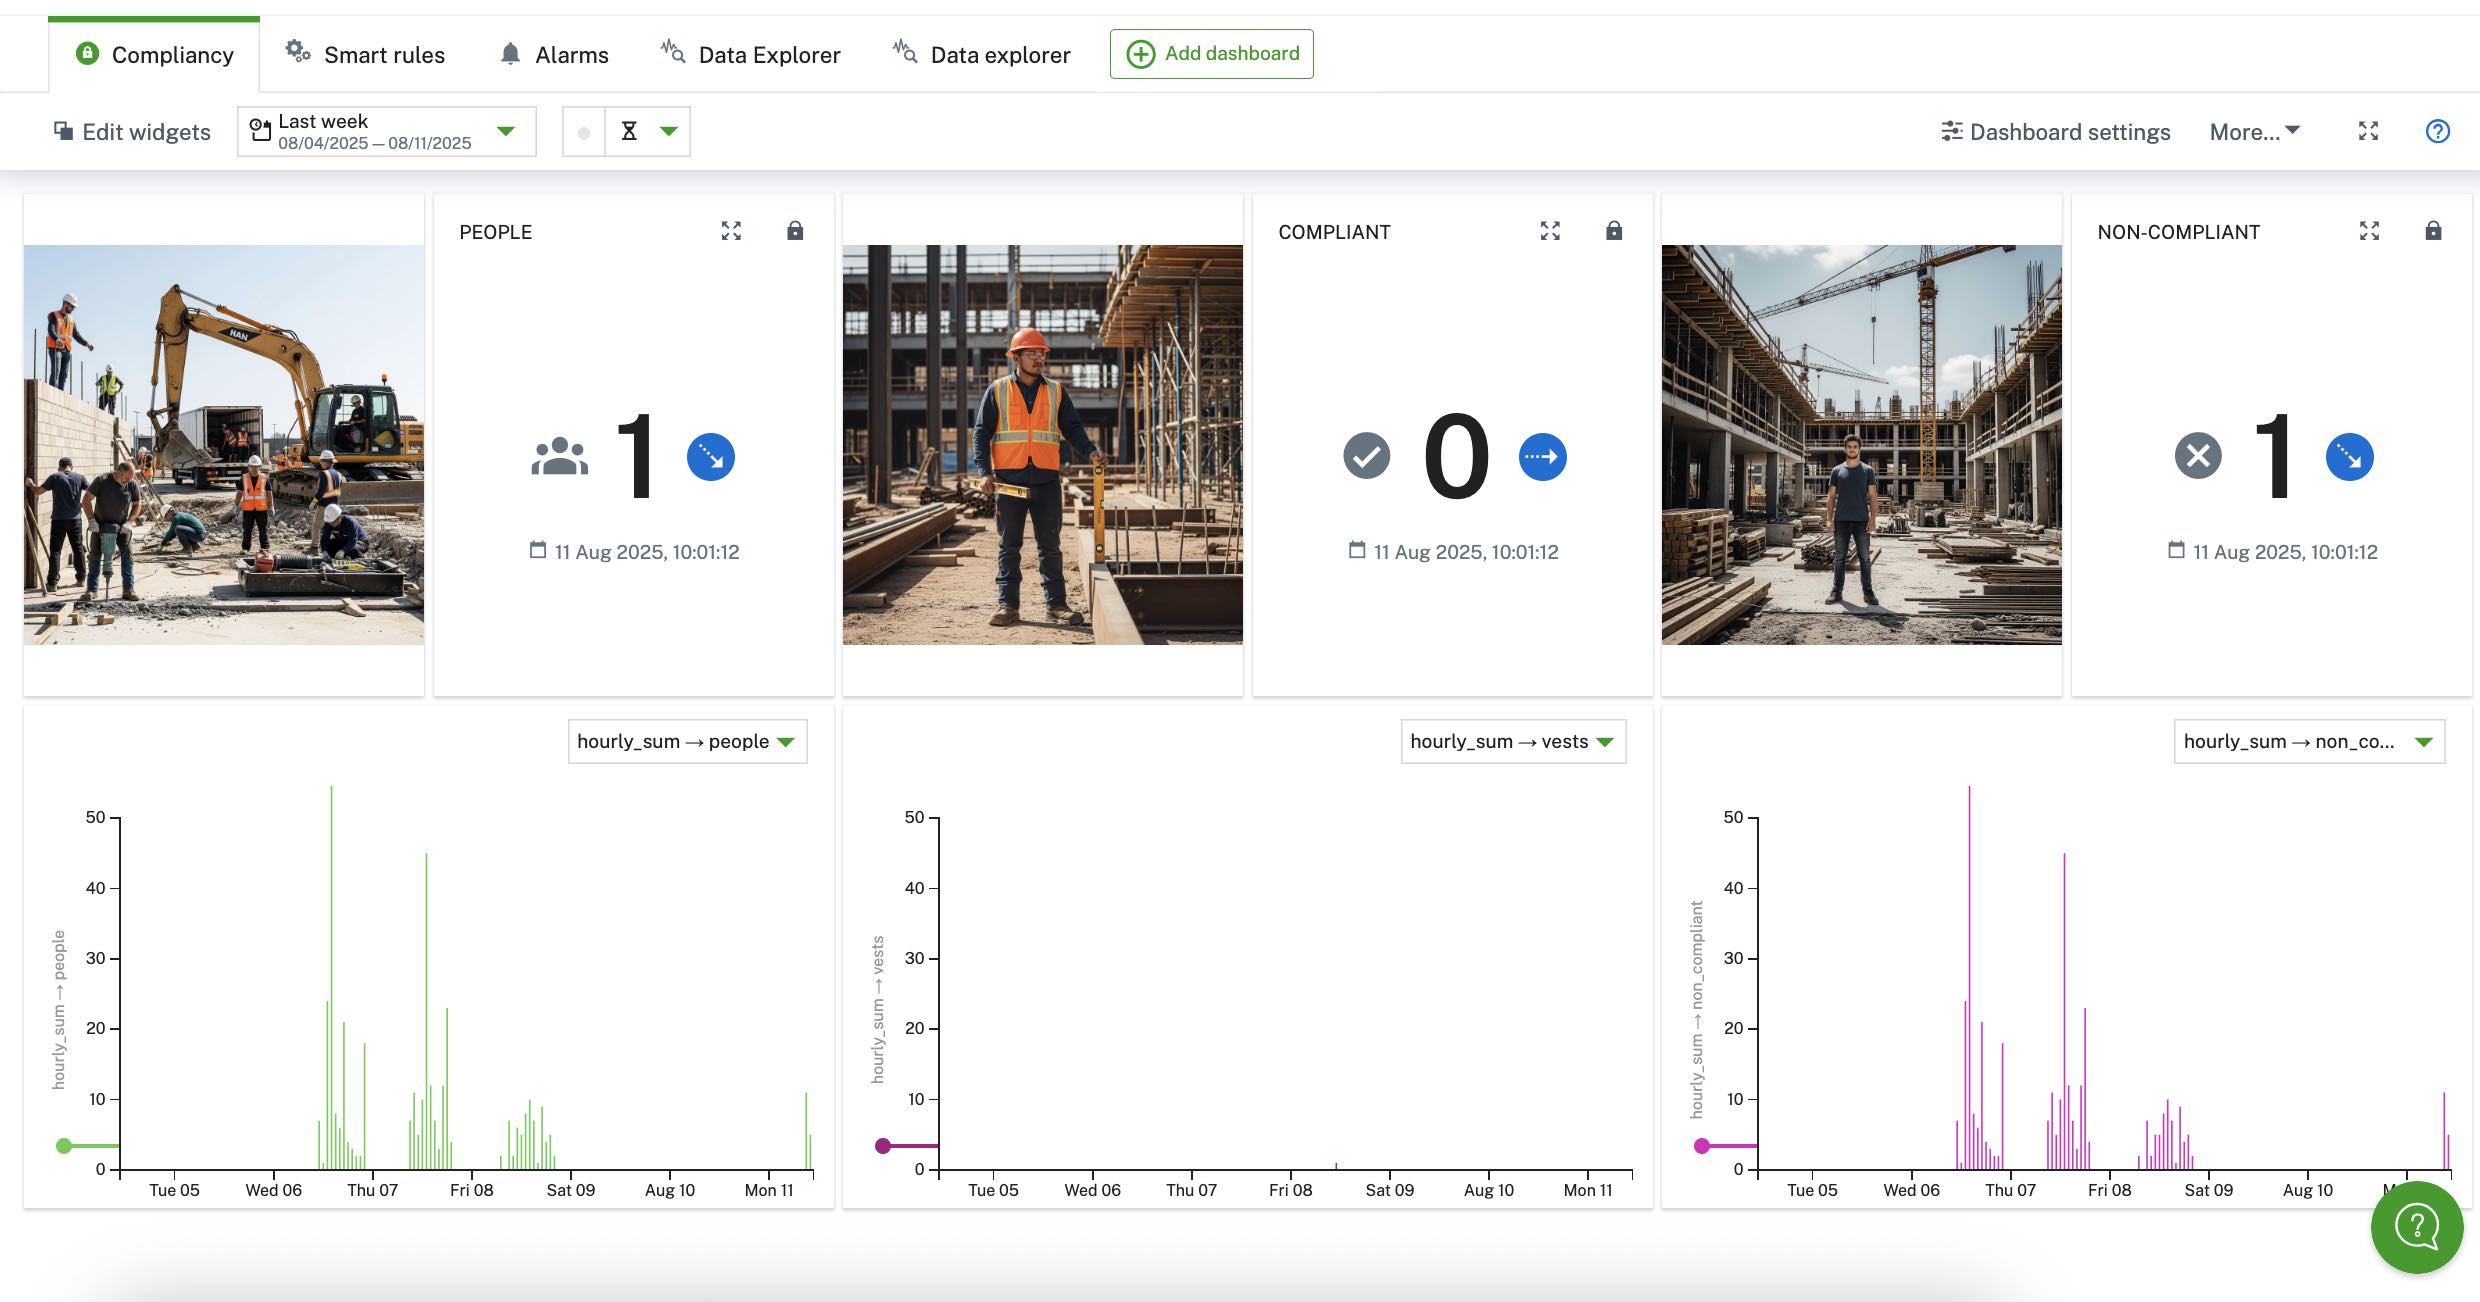 Compliancy
Smart rules
Alarms
Data Explorer
Data explorer
Add dashboard
Edit widgets
Last week
08/04/2025 — 08/11/2025
Dashboard settings
More...
HAN
PEOPLE
1
11 Aug 2025, 10:01:12
COMPLIANT
0
11 Aug 2025, 10:01:12
NON-COMPLIANT
1
11 Aug 2025, 10:01:12
hourly_sum → people
hourly_sum → people
50
40
30
20
10
0
Tue 05 Wed 06 Thu 07 Fri 08 Sat 09 Aug 10 Mon 11
hourly_sum → vests
hourly_sum → vests
50
40
30
20
10
0
Tue 05 Wed 06 Thu 07 Fri 08 Sat 09 Aug 10 Mon 11
hourly_sum → non_co...
hourly_sum → non_compliant
50
40
30
20
10
0
Tue 05 Wed 06 Thu 07 Fri 08 Sat 09 Aug 10